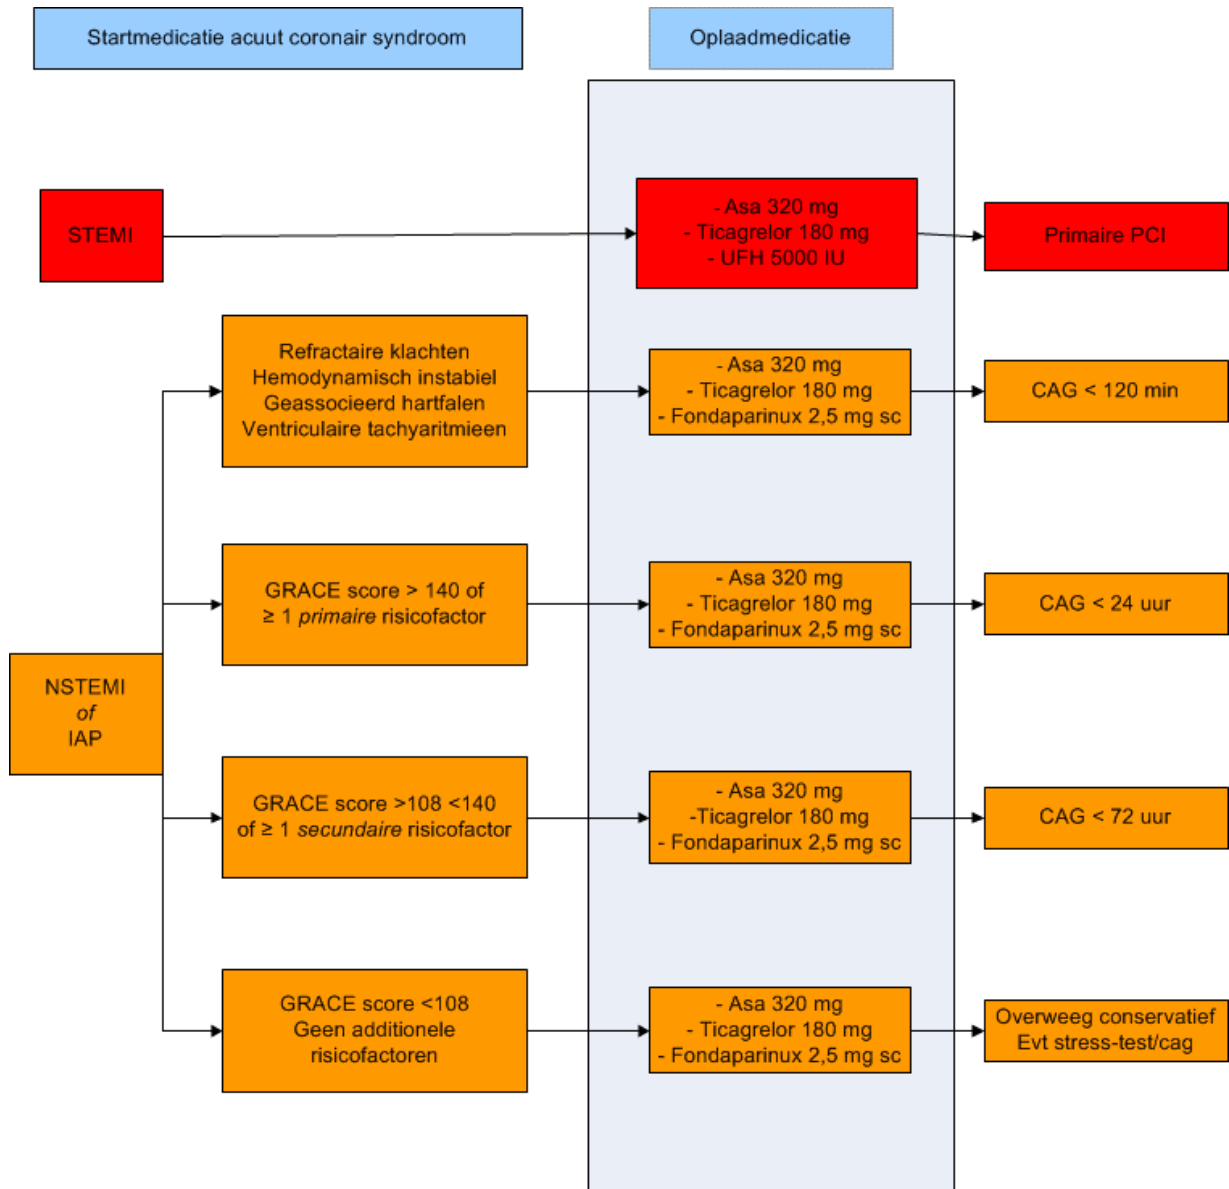 Startmedicatie acuut coronair syndroom
Oplaadmedicatie
STEMI
- Asa 320 mg
- Ticagrelor 180 mg
- UFH 5000 IU
Primaire PCI
Refractaire klachten
Hemodynamisch instabiel
Geassocieerd hartfalen
Ventriculaire tachyaritmieen
- Asa 320 mg
- Ticagrelor 180 mg
- Fondaparinux 2,5 mg sc
CAG < 120 min
GRACE score > 140 of
≥ 1 primaire risicofactor
- Asa 320 mg
- Ticagrelor 180 mg
- Fondaparinux 2,5 mg sc
CAG < 24 uur
NSTEMI
of
IAP
GRACE score >108 <140
of ≥ 1 secundaire risicofactor
- Asa 320 mg
-Ticagrelor 180 mg
- Fondaparinux 2,5 mg sc
CAG < 72 uur
GRACE score <108
Geen additionele
risicofactoren
- Asa 320 mg
- Ticagrelor 180 mg
- Fondaparinux 2,5 mg sc
Overweeg conservatief
Evt stress-test/cag